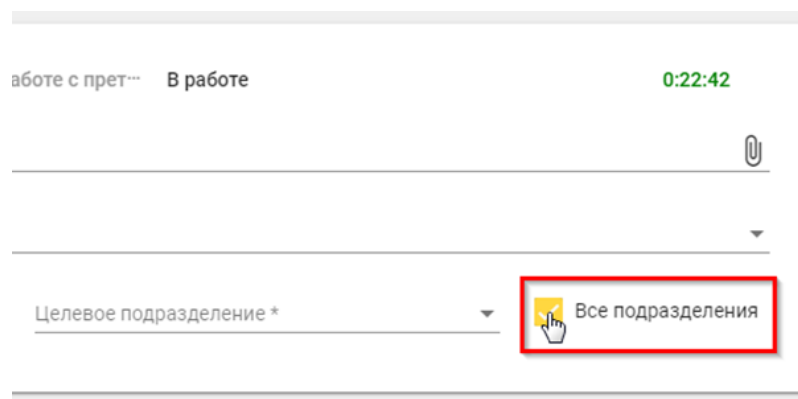 аботе с прет··· В работе 0:22:42
Целевое подразделение * Все подразделения